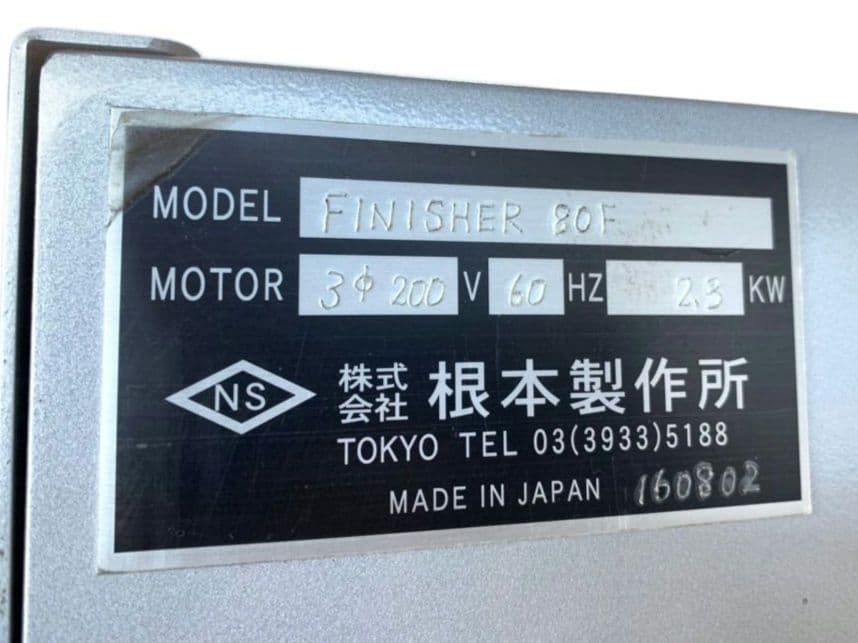 MODEL FINISHER 80F
MOTOR 3φ 200 V 60 HZ 2.3 KW
NS 株式会社 根本製作所
TOKYO TEL 03(3933)5188
MADE IN JAPAN 160802